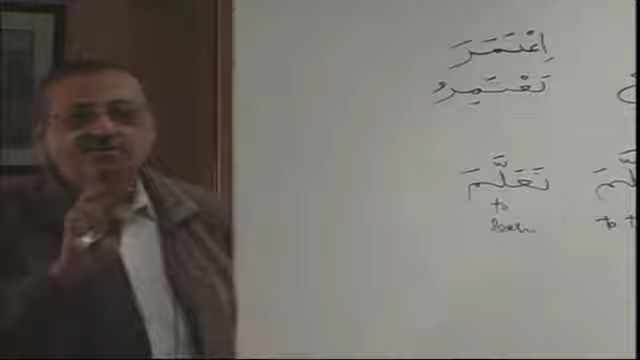 اِعْتَمَرَ
تَعْتَمِرُ
تَعَلَّمَ
to
learn